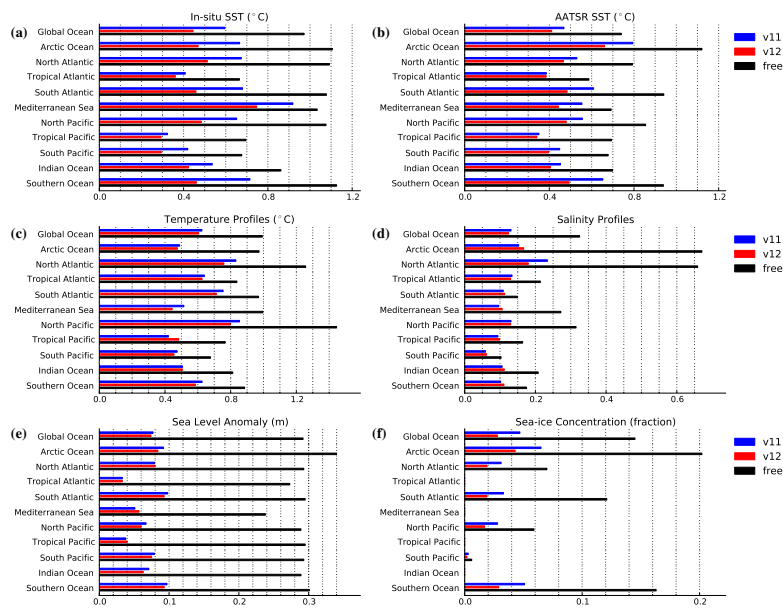 In-situ SST (°C)
(a)
Global Ocean
Arctic Ocean
North Atlantic
Tropical Atlantic
South Atlantic
Mediterranean Sea
North Pacific
Tropical Pacific
South Pacific
Indian Ocean
Southern Ocean
0.0 0.4 0.8 1.2
AATSR SST (°C)
(b)
Global Ocean
Arctic Ocean
North Atlantic
Tropical Atlantic
South Atlantic
Mediterranean Sea
North Pacific
Tropical Pacific
South Pacific
Indian Ocean
Southern Ocean
0.0 0.4 0.8 1.2
v11
v12
free
Temperature Profiles (°C)
(c)
Global Ocean
Arctic Ocean
North Atlantic
Tropical Atlantic
South Atlantic
Mediterranean Sea
North Pacific
Tropical Pacific
South Pacific
Indian Ocean
Southern Ocean
0.0 0.4 0.8 1.2
Salinity Profiles
(d)
Global Ocean
Arctic Ocean
North Atlantic
Tropical Atlantic
South Atlantic
Mediterranean Sea
North Pacific
Tropical Pacific
South Pacific
Indian Ocean
Southern Ocean
0.0 0.2 0.4 0.6
v11
v12
free
Sea Level Anomaly (m)
(e)
Global Ocean
Arctic Ocean
North Atlantic
Tropical Atlantic
South Atlantic
Mediterranean Sea
North Pacific
Tropical Pacific
South Pacific
Indian Ocean
Southern Ocean
0.0 0.1 0.2 0.3
Sea-ice Concentration (fraction)
(f)
Global Ocean
Arctic Ocean
North Atlantic
Tropical Atlantic
South Atlantic
Mediterranean Sea
North Pacific
Tropical Pacific
South Pacific
Indian Ocean
Southern Ocean
0.0 0.1 0.2
v11
v12
free